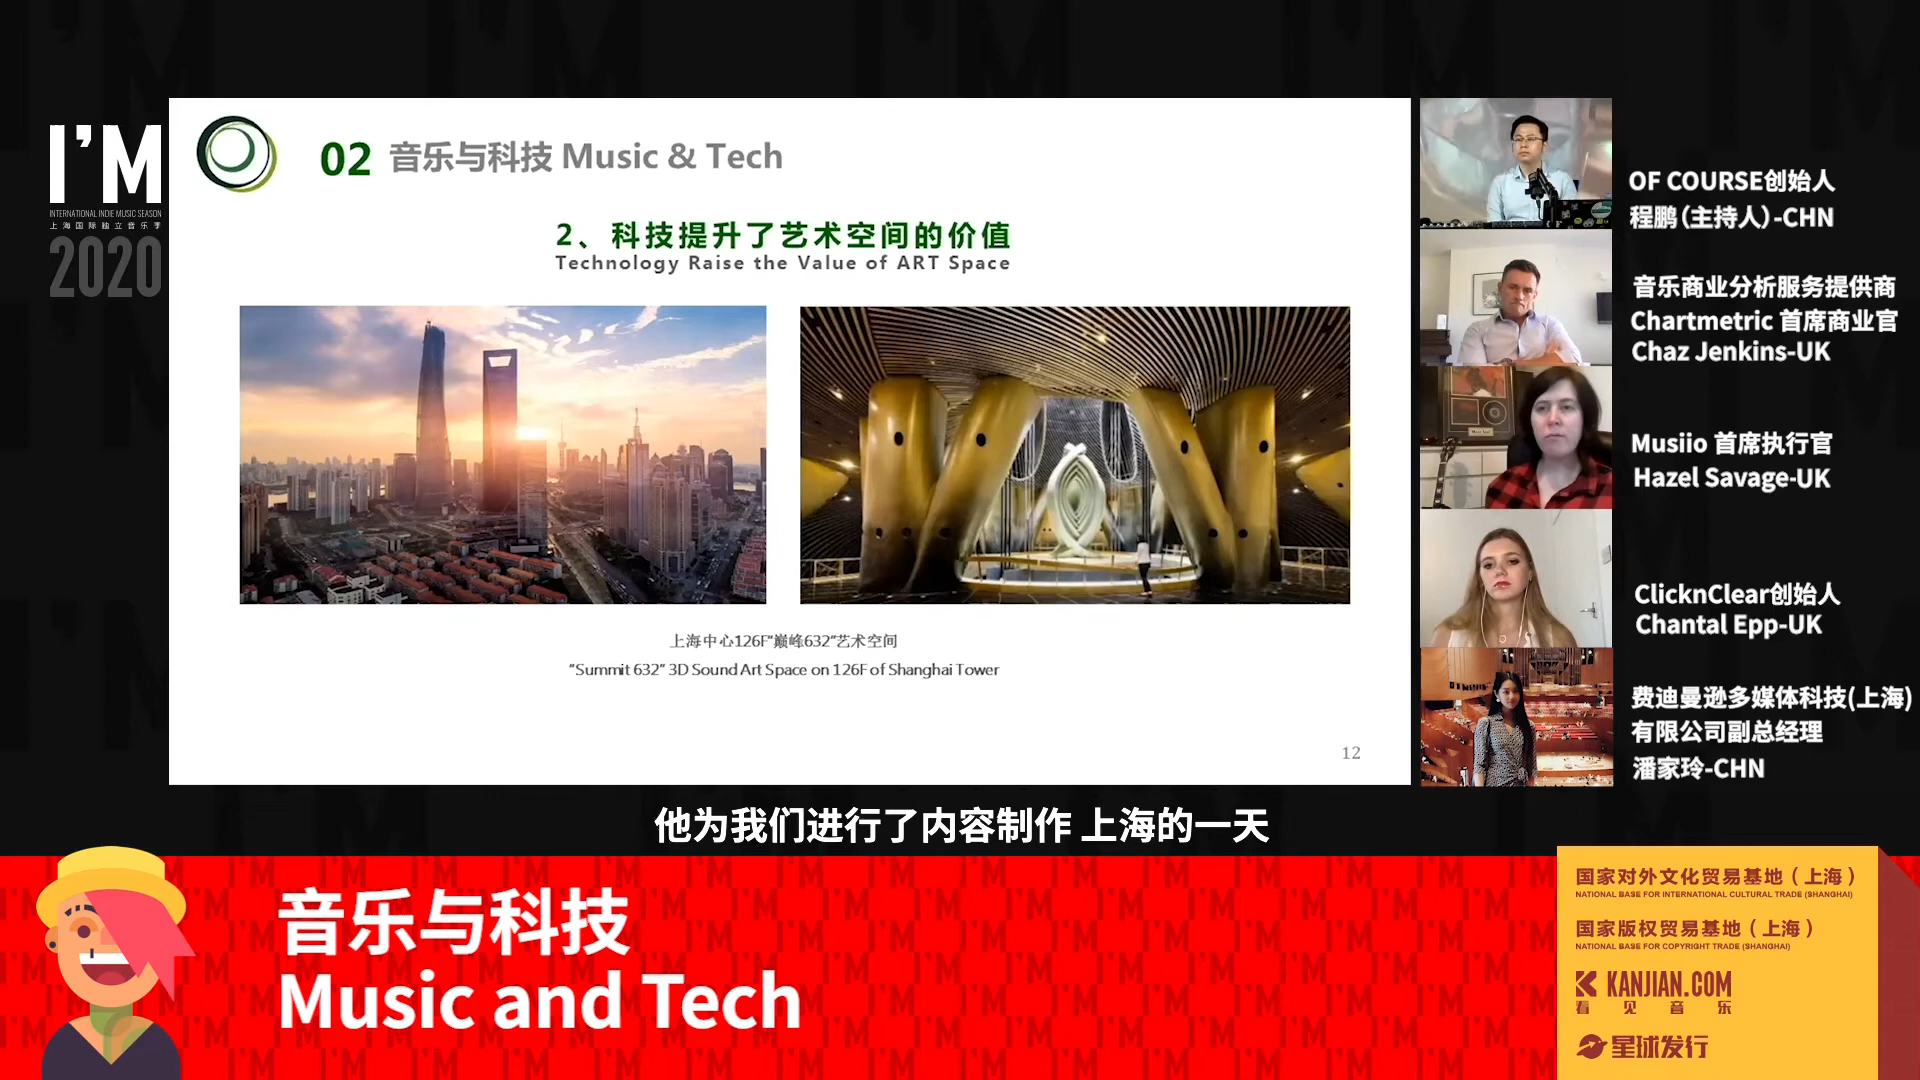 I'M
INTERNATIONAL INDIE MUSIC SEASON
上海国际独立音乐季
2020
02 音乐与科技 Music & Tech
2、科技提升了艺术空间的价值
Technology Raise the Value of ART Space
上海中心126F"巅峰632"艺术空间
"Summit 632" 3D Sound Art Space on 126F of Shanghai Tower
12
OF COURSE创始人
程鹏（主持人）-CHN
音乐商业分析服务提供商
Chartmetric 首席商业官
Chaz Jenkins-UK
Musiio 首席执行官
Hazel Savage-UK
ClicknClear创始人
Chantal Epp-UK
费迪曼逊多媒体科技(上海)
有限公司副总经理
潘家玲-CHN
他为我们进行了内容制作 上海的一天
音乐与科技
Music and Tech
国家对外文化贸易基地（上海）
NATIONAL BASE FOR INTERNATIONAL CULTURAL TRADE (SHANGHAI)
国家版权贸易基地（上海）
NATIONAL BASE FOR COPYRIGHT TRADE (SHANGHAI)
KANJIAN.COM
看见音乐
星球发行